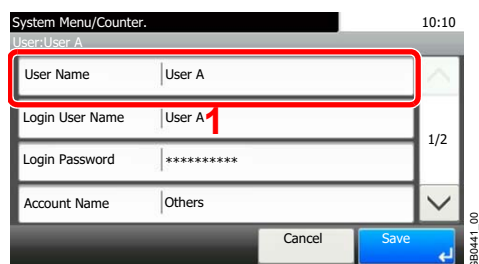 System Menu/Counter. 10:10
User:User A
User Name User A
Login User Name User A 1
1/2
Login Password **********
Account Name Others
Cancel Save
GB0441_00